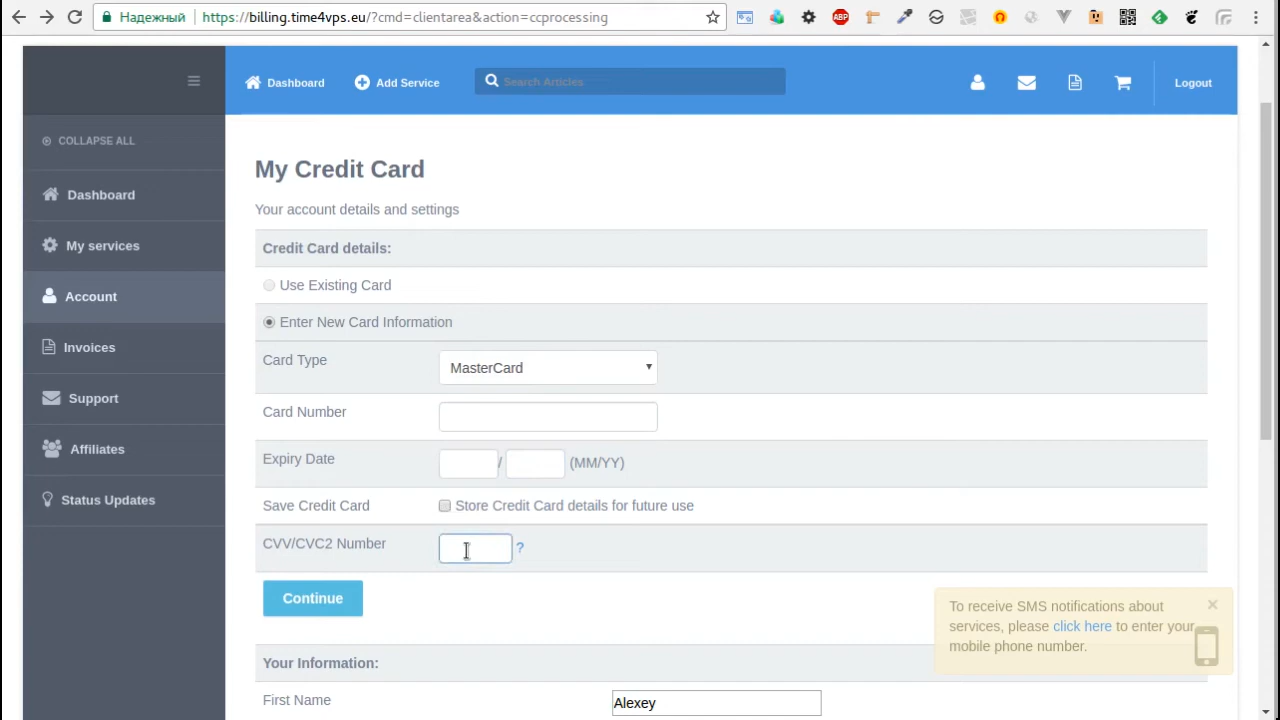 Надежный https://billing.time4vps.eu/?cmd=clientarea&action=ccprocessing
ABP
Dashboard Add Service Search Articles Logout
COLLAPSE ALL
Dashboard
My services
Account
Invoices
Support
Affiliates
Status Updates
My Credit Card
Your account details and settings
Credit Card details:
Use Existing Card
Enter New Card Information
Card Type MasterCard
Card Number
Expiry Date / (MM/YY)
Save Credit Card Store Credit Card details for future use
CVV/CVC2 Number ?
Continue
To receive SMS notifications about
services, please click here to enter your
mobile phone number.
Your Information:
First Name Alexey